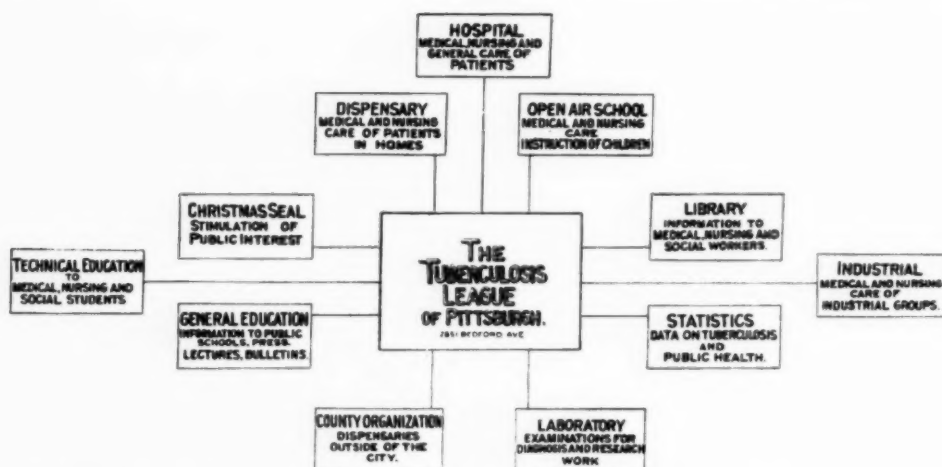 HOSPITAL
MEDICAL, NURSING AND
GENERAL CARE OF
PATIENTS
DISPENSARY
MEDICAL AND NURSING
CARE OF PATIENTS
IN HOMES
OPEN AIR SCHOOL
MEDICAL AND NURSING
CARE
INSTRUCTION OF CHILDREN
CHRISTMAS SEAL
STIMULATION OF
PUBLIC INTEREST
LIBRARY
INFORMATION TO
MEDICAL, NURSING AND
SOCIAL WORKERS.
TECHNICAL EDUCATION
TO
MEDICAL, NURSING AND
SOCIAL STUDENTS
THE
TUBERCULOSIS
LEAGUE
OF PITTSBURGH.
2851 BEDFORD AVE
INDUSTRIAL
MEDICAL AND NURSING
CARE OF
INDUSTRIAL GROUPS.
GENERAL EDUCATION
INFORMATION TO PUBLIC
SCHOOLS, PRESS.
LECTURES, BULLETINS.
STATISTICS
DATA ON TUBERCULOSIS
AND
PUBLIC HEALTH.
COUNTY ORGANIZATION
DISPENSARIES
OUTSIDE OF THE
CITY.
LABORATORY
EXAMINATIONS FOR
DIAGNOSIS AND RESEARCH
WORK